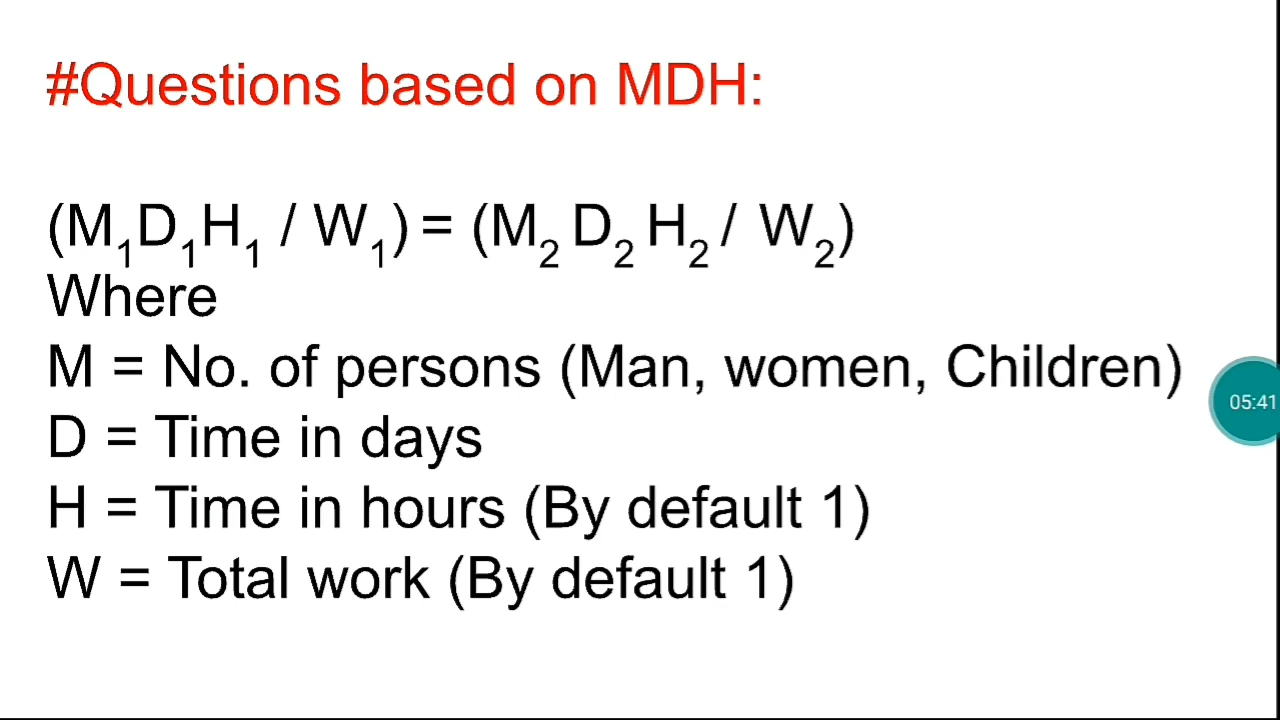 #Questions based on MDH:
(M₁D₁H₁ / W₁) = (M₂ D₂ H₂ / W₂)
Where
M = No. of persons (Man, women, Children)
D = Time in days
H = Time in hours (By default 1)
W = Total work (By default 1)
05:41